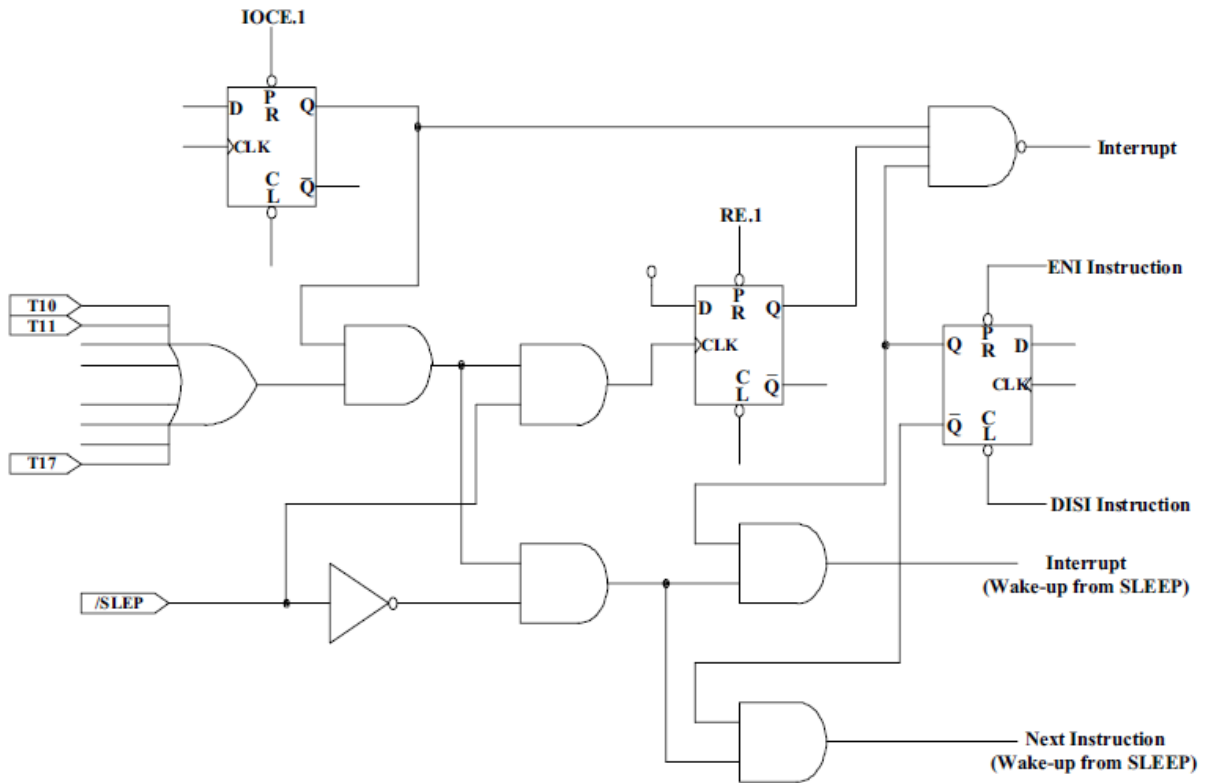 IOCE.1
D
P
R
Q
CLK
C
L
Q̅
Interrupt
RE.1
ENI Instruction
T10
T11
D
P
R
Q
CLK
C
L
Q̅
Q
P
R
D
CLK
Q̅
C
L
T17
DISI Instruction
Interrupt
(Wake-up from SLEEP)
/SLEP
Next Instruction
(Wake-up from SLEEP)